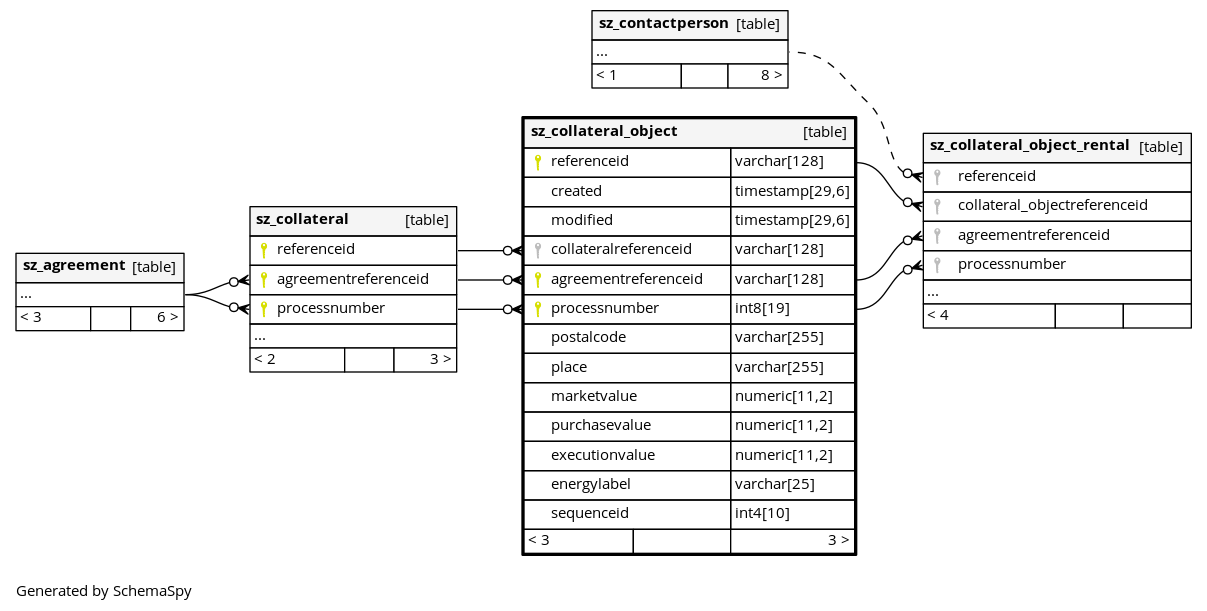 sz_contactperson [table]
...
< 1 8 >
sz_collateral_object [table]
referenceid varchar[128]
created timestamp[29,6]
modified timestamp[29,6]
collateralreferenceid varchar[128]
agreementreferenceid varchar[128]
processnumber int8[19]
postalcode varchar[255]
place varchar[255]
marketvalue numeric[11,2]
purchasevalue numeric[11,2]
executionvalue numeric[11,2]
energylabel varchar[25]
sequenceid int4[10]
< 3 3 >
sz_collateral_object_rental [table]
referenceid
collateral_objectreferenceid
agreementreferenceid
processnumber
...
< 4
sz_collateral [table]
referenceid
agreementreferenceid
processnumber
...
< 2 3 >
sz_agreement [table]
...
< 3 6 >
Generated by SchemaSpy